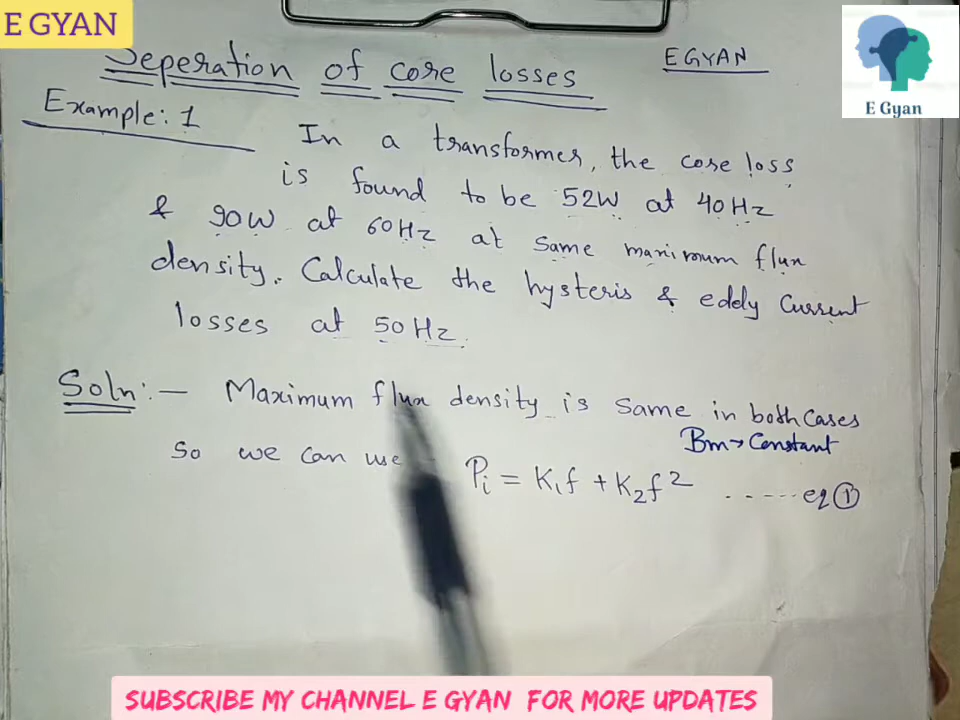 E GYAN
Seperation of core losses
EGYAN
E Gyan
Example: 1
In a transformer, the core loss
is found to be 52W at 40Hz
& 90W at 60Hz at same maximum flux
density. Calculate the hysteris & eddy current
losses at 50Hz.
Soln:- Maximum flux density is same in both cases
Bm→Constant
So we can use Pi = K1f + K2f2 ......eq ①
SUBSCRIBE MY CHANNEL E GYAN FOR MORE UPDATES